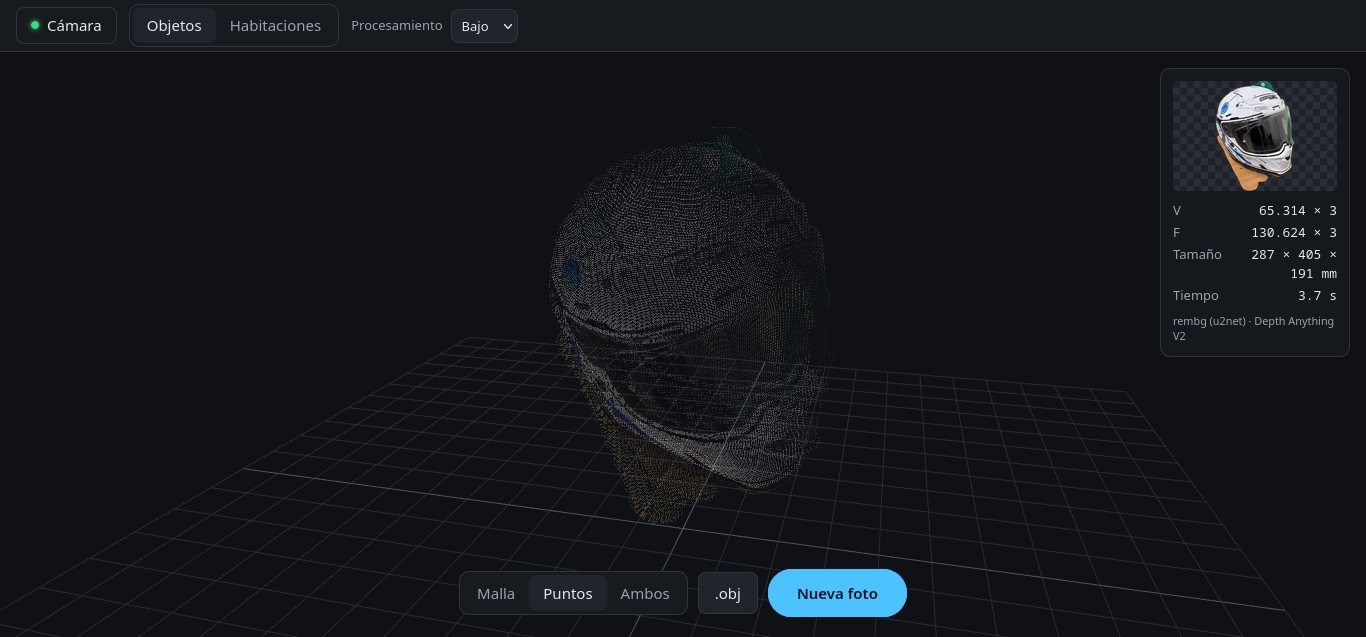 Cámara
Objetos
Habitaciones
Procesamiento
Bajo
V 65.314 × 3
F 130.624 × 3
Tamaño 287 × 405 ×
191 mm
Tiempo 3.7 s
rembg (u2net) · Depth Anything
V2
Malla
Puntos
Ambos
.obj
Nueva foto